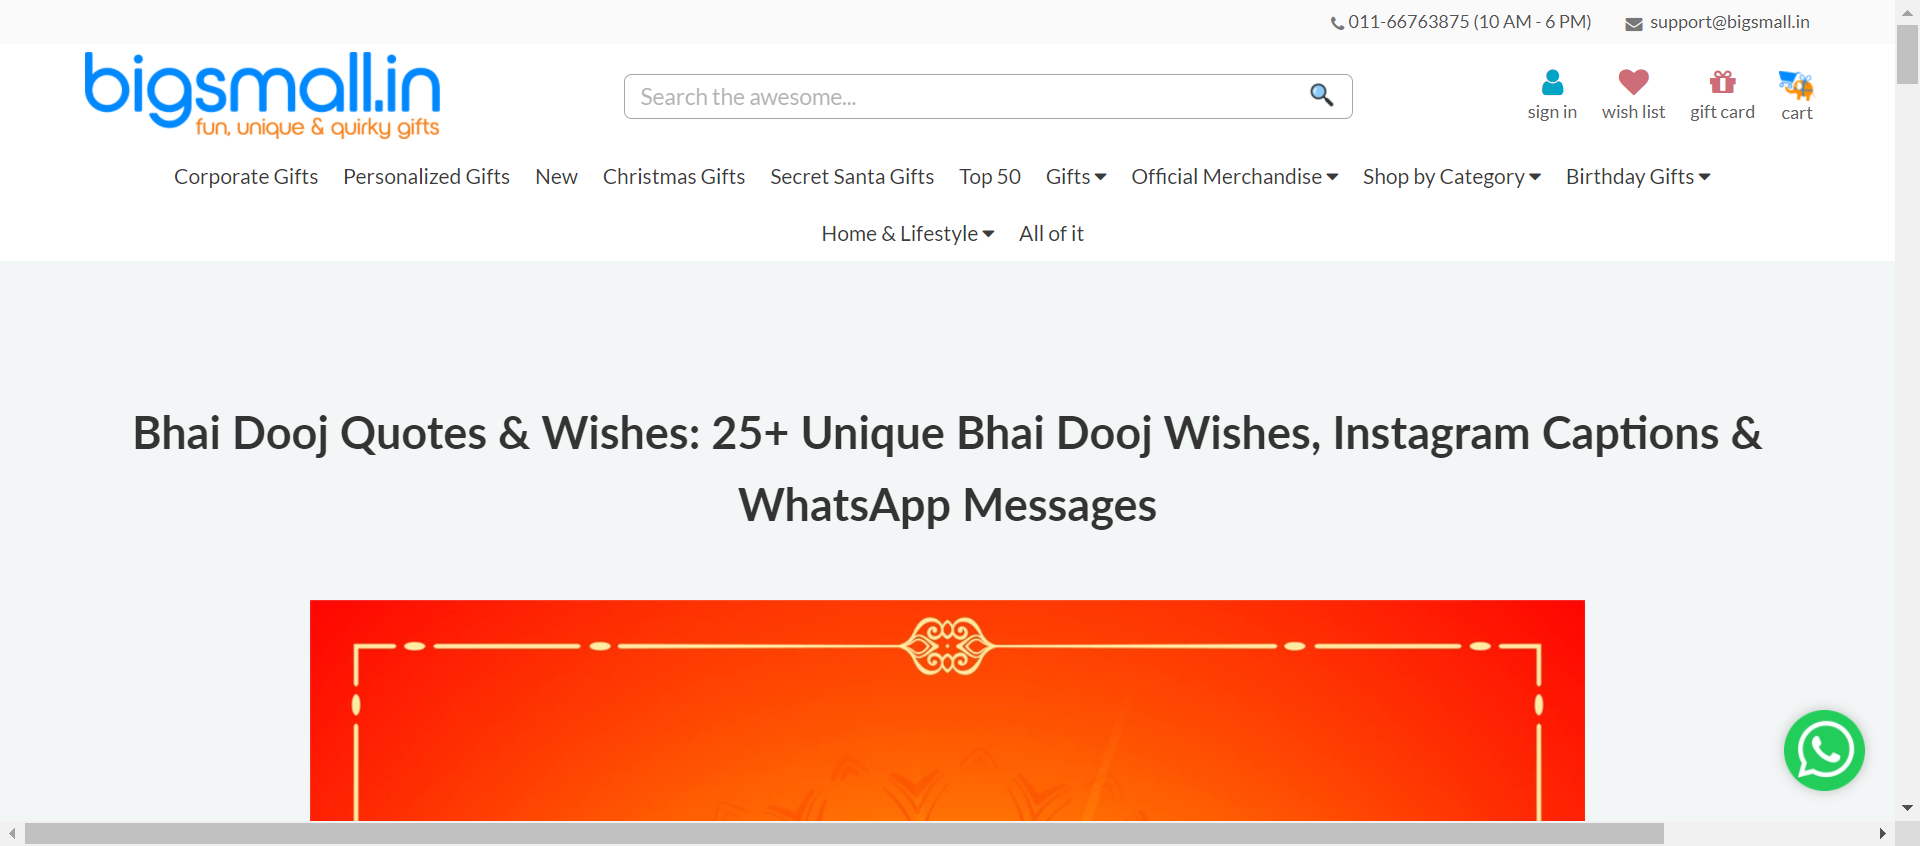 011-66763875 (10 AM - 6 PM) support@bigsmall.in
bigsmall.in
fun, unique & quirky gifts
Search the awesome...
sign in wish list gift card cart
Corporate Gifts Personalized Gifts New Christmas Gifts Secret Santa Gifts Top 50 Gifts Official Merchandise Shop by Category Birthday Gifts
Home & Lifestyle All of it
Bhai Dooj Quotes & Wishes: 25+ Unique Bhai Dooj Wishes, Instagram Captions &
WhatsApp Messages